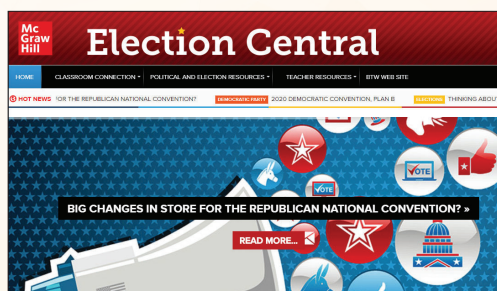 Mc
Graw
Hill
Election Central
HOME CLASSROOM CONNECTION POLITICAL AND ELECTION RESOURCES TEACHER RESOURCES BTW WEB SITE
HOT NEWS FOR THE REPUBLICAN NATIONAL CONVENTION? DEMOCRATIC PARTY 2020 DEMOCRATIC CONVENTION, PLAN B ELECTIONS THINKING ABOU
VOTE
VOTE
BIG CHANGES IN STORE FOR THE REPUBLICAN NATIONAL CONVENTION? »
READ MORE...